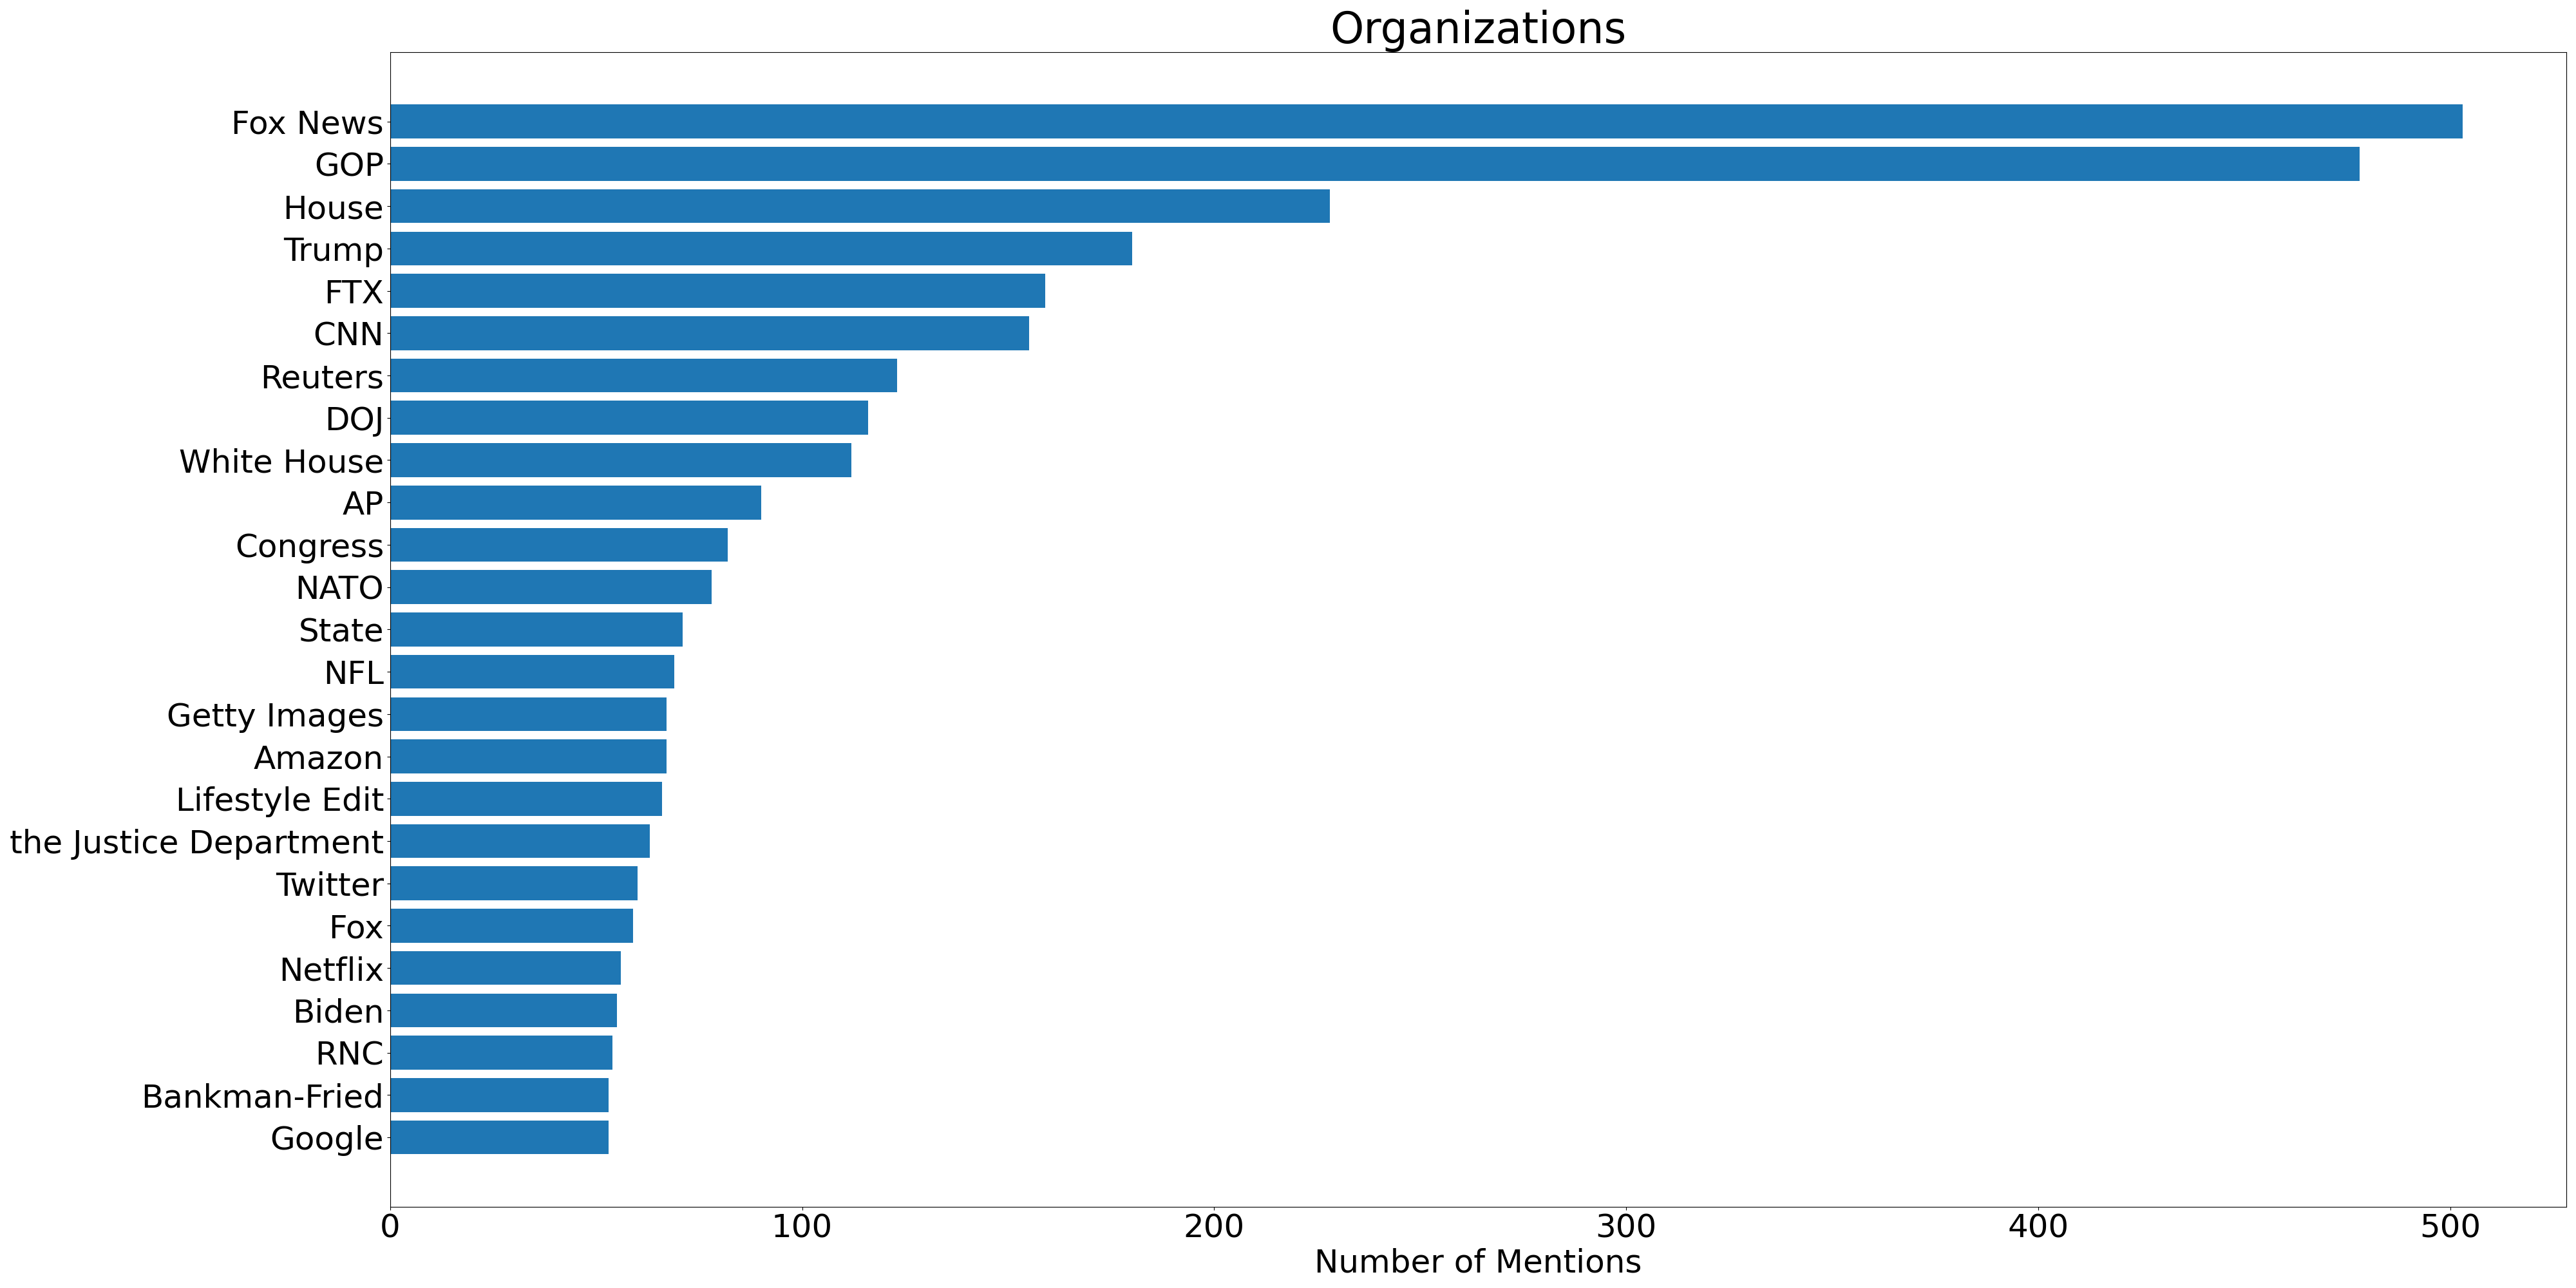 Organizations
Fox News
GOP
House
Trump
FTX
CNN
Reuters
DOJ
White House
AP
Congress
NATO
State
NFL
Getty Images
Amazon
Lifestyle Edit
the Justice Department
Twitter
Fox
Netflix
Biden
RNC
Bankman-Fried
Google
0 100 200 300 400 500
Number of Mentions